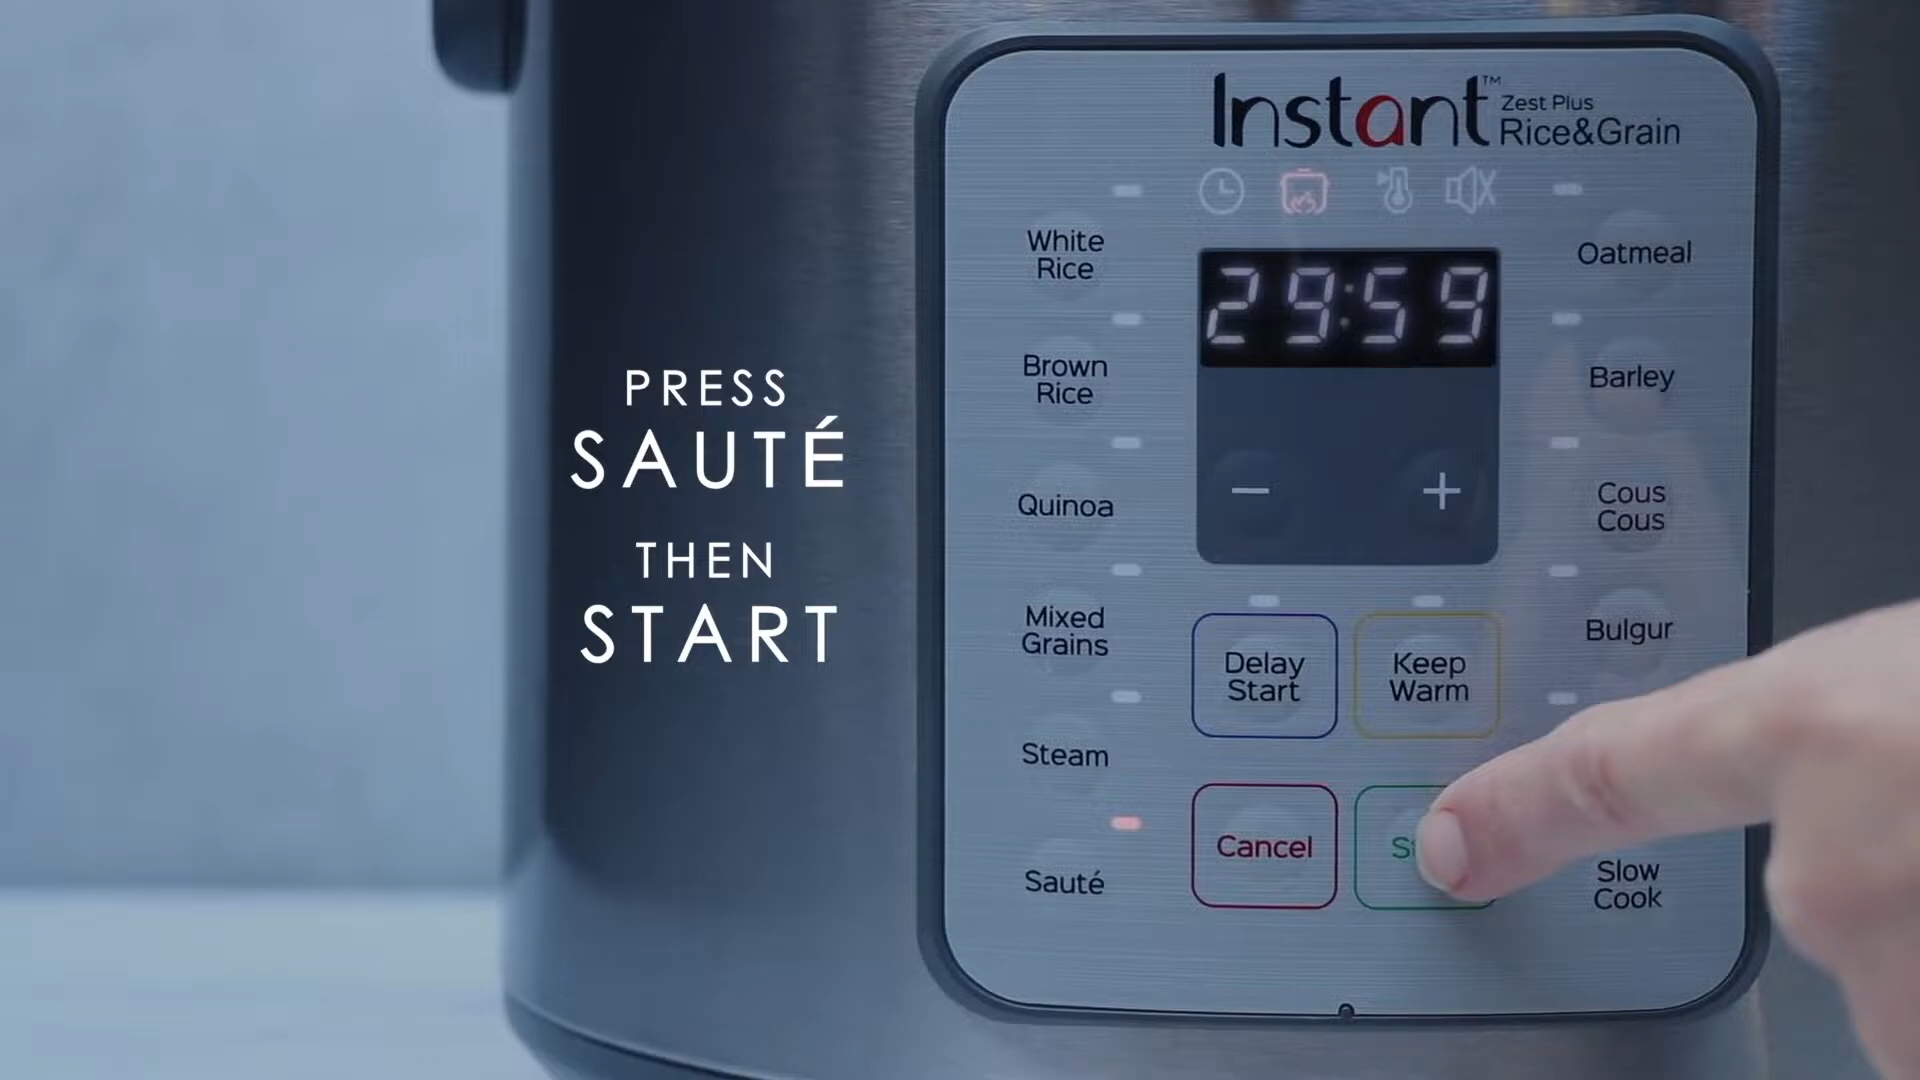 PRESS
SAUTÉ
THEN
START
Instant™
Zest Plus
Rice&Grain
White
Rice
Brown
Rice
Quinoa
Mixed
Grains
Steam
Sauté
29:59
−
+
Delay
Start
Keep
Warm
Cancel
Oatmeal
Barley
Cous
Cous
Bulgur
Slow
Cook